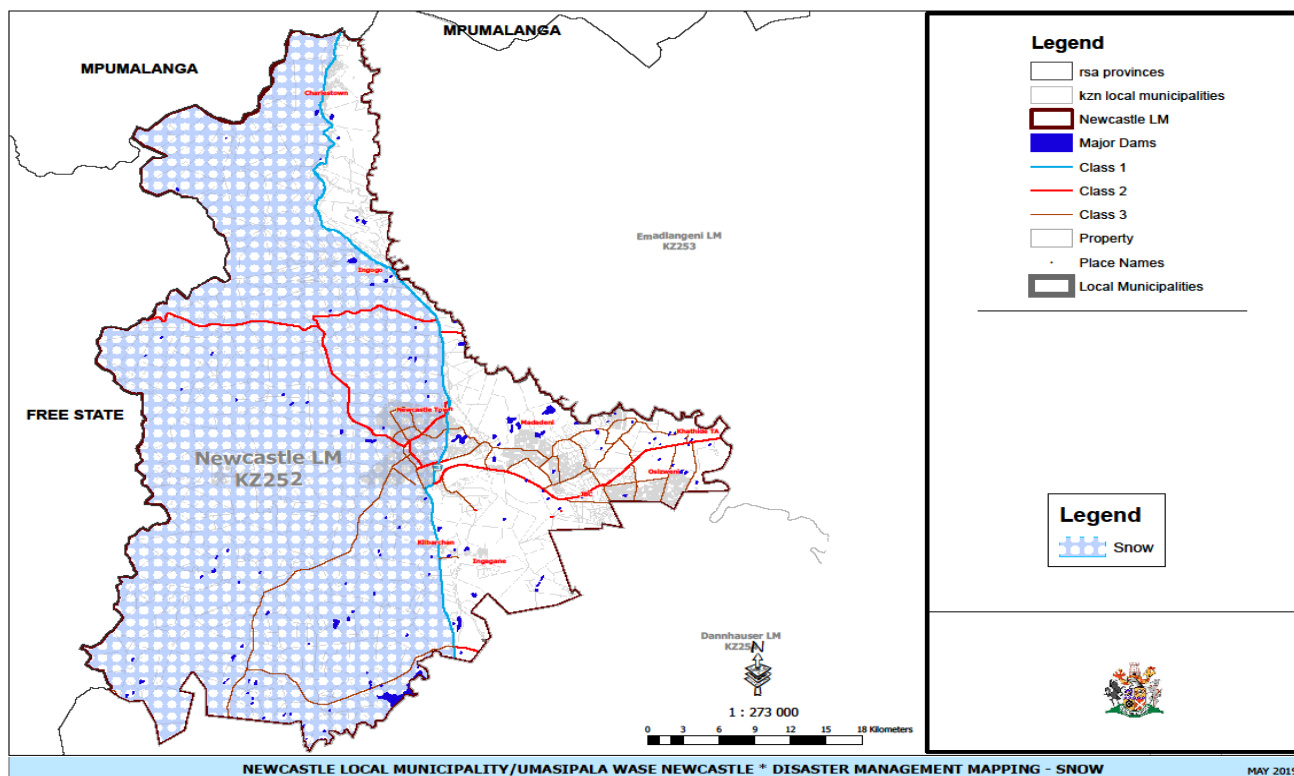 MPUMALANGA
MPUMALANGA
Charlestown
Emadlangeni LM
KZ253
Ingogo
FREE STATE
Newcastle Town
Madadeni
Khathide TA
Newcastle LM
KZ252
Osizweni
JBC
Kilbarchan
Ingagane
Dannhauser LM
N
1 : 273 000
0 3 6 9 12 15 18 Kilometers
Legend
rsa provinces
kzn local municipalities
Newcastle LM
Major Dams
Class 1
Class 2
Class 3
Property
Place Names
Local Municipalities
Legend
Snow
NEWCASTLE LOCAL MUNICIPALITY/UMASIPALA WASE NEWCASTLE * DISASTER MANAGEMENT MAPPING - SNOW
MAY 2015